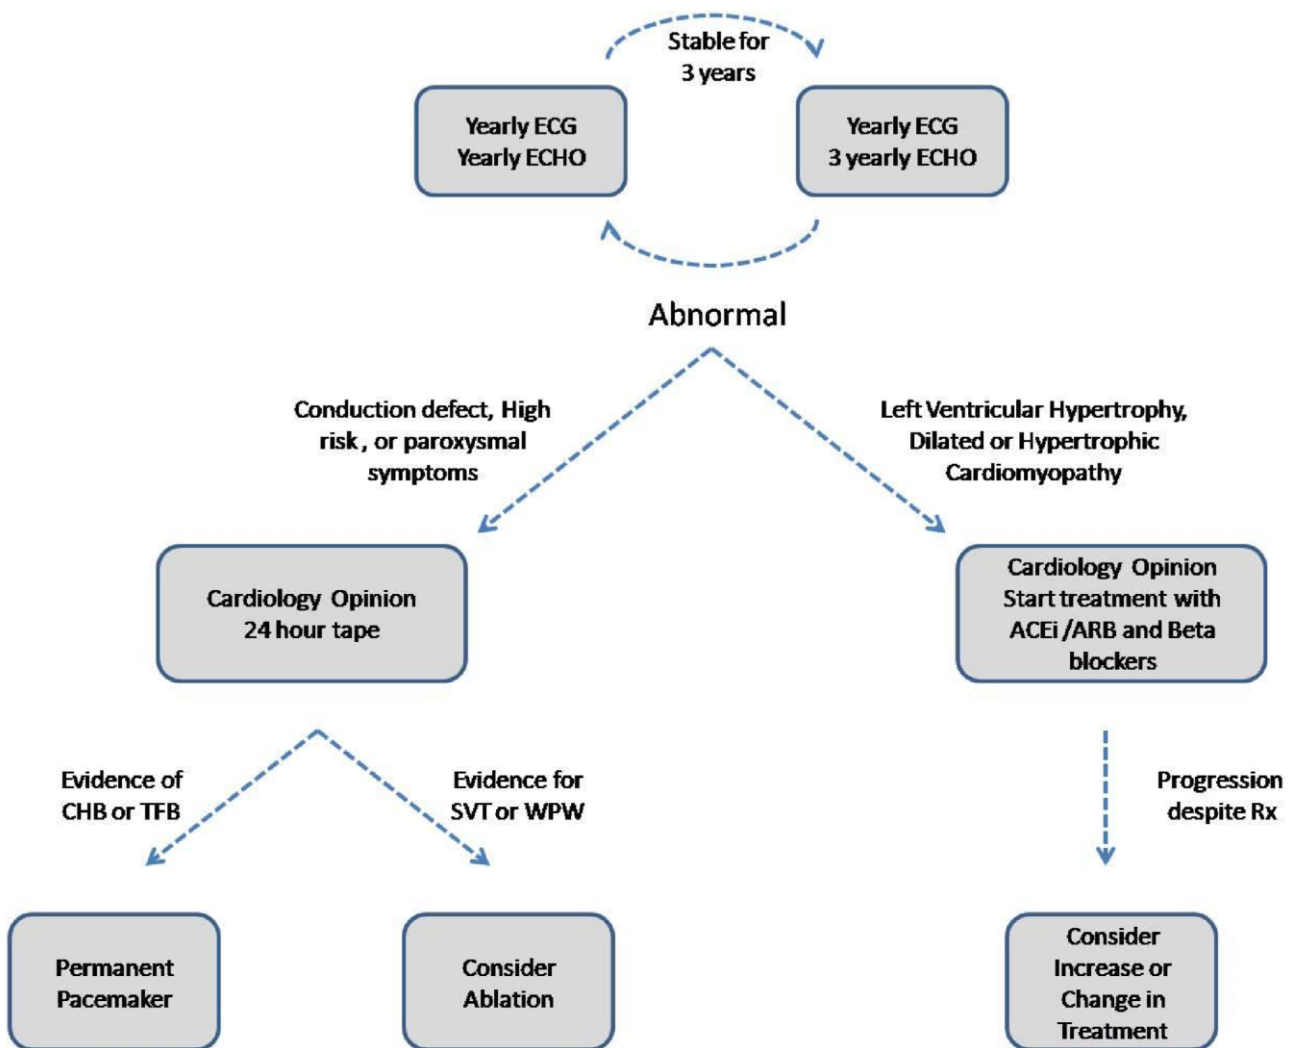 Stable for
3 years
Yearly ECG
Yearly ECHO
Yearly ECG
3 yearly ECHO
Abnormal
Conduction defect, High
risk , or paroxysmal
symptoms
Left Ventricular Hypertrophy,
Dilated or Hypertrophic
Cardiomyopathy
Cardiology Opinion
24 hour tape
Cardiology Opinion
Start treatment with
ACEi /ARB and Beta
blockers
Evidence of
CHB or TFB
Evidence for
SVT or WPW
Progression
despite Rx
Permanent
Pacemaker
Consider
Ablation
Consider
Increase or
Change in
Treatment